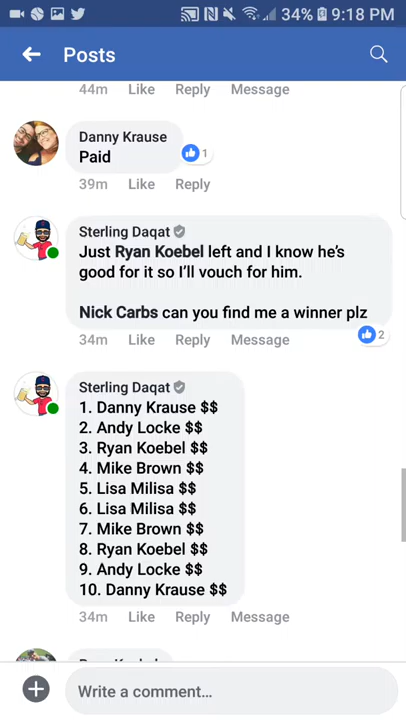 34% 9:18 PM
Posts
44m Like Reply Message
Danny Krause
Paid
1
39m Like Reply
Sterling Daqat
Just Ryan Koebel left and I know he's
good for it so I'll vouch for him.
Nick Carbs can you find me a winner plz
2
34m Like Reply Message
Sterling Daqat
1. Danny Krause $$
2. Andy Locke $$
3. Ryan Koebel $$
4. Mike Brown $$
5. Lisa Milisa $$
6. Lisa Milisa $$
7. Mike Brown $$
8. Ryan Koebel $$
9. Andy Locke $$
10. Danny Krause $$
34m Like Reply Message
Write a comment...